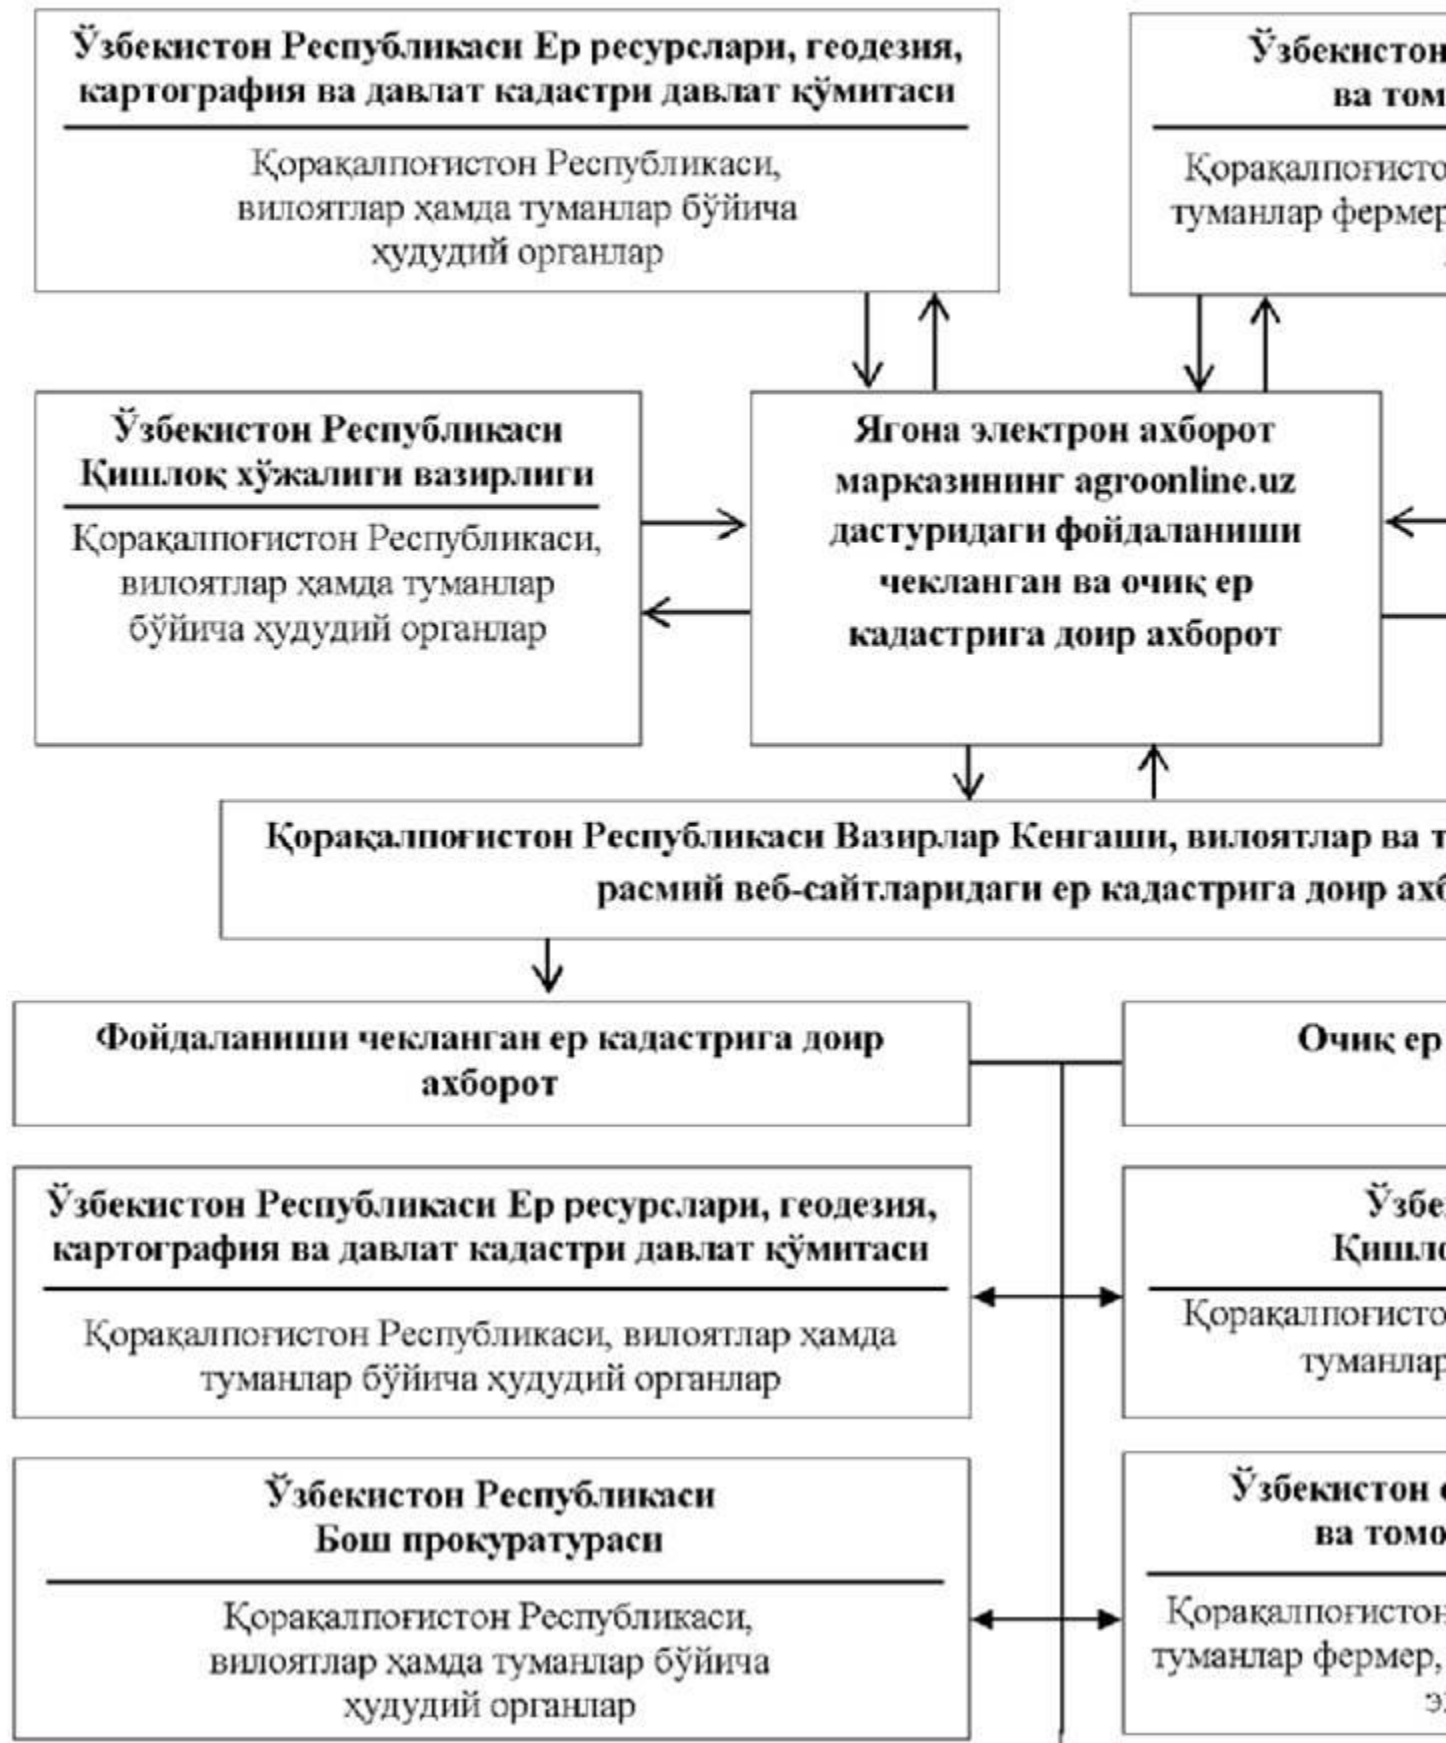 Ўзбекистон Республикаси Ер ресурслари, геодезия,
картография ва давлат кадастри давлат қўмитаси
Қорақалпоғистон Республикаси,
вилоятлар ҳамда туманлар бўйича
ҳудудий органлар
Ўзбекистон
ва том
Қорақалпоғисто
туманлар фермер
Ўзбекистон Республикаси
Қишлоқ хўжалиги вазирлиги
Қорақалпоғистон Республикаси,
вилоятлар ҳамда туманлар
бўйича ҳудудий органлар
Ягона электрон ахборот
марказининг agroonline.uz
дастуридаги фойдаланиши
чекланган ва очиқ ер
кадастрига доир ахборот
Қорақалпоғистон Республикаси Вазирлар Кенгаши, вилоятлар ва т
расмий веб-сайтларидаги ер кадастрига доир ахб
Фойдаланиши чекланган ер кадастрига доир
ахборот
Очиқ ер
Ўзбекистон Республикаси Ер ресурслари, геодезия,
картография ва давлат кадастри давлат қўмитаси
Қорақалпоғистон Республикаси, вилоятлар ҳамда
туманлар бўйича ҳудудий органлар
Ўзбе
Қишло
Қорақалпоғисто
туманлар
Ўзбекистон Республикаси
Бош прокуратураси
Қорақалпоғистон Республикаси,
вилоятлар ҳамда туманлар бўйича
ҳудудий органлар
Ўзбекистон
ва томо
Қорақалпоғистон
туманлар фермер,